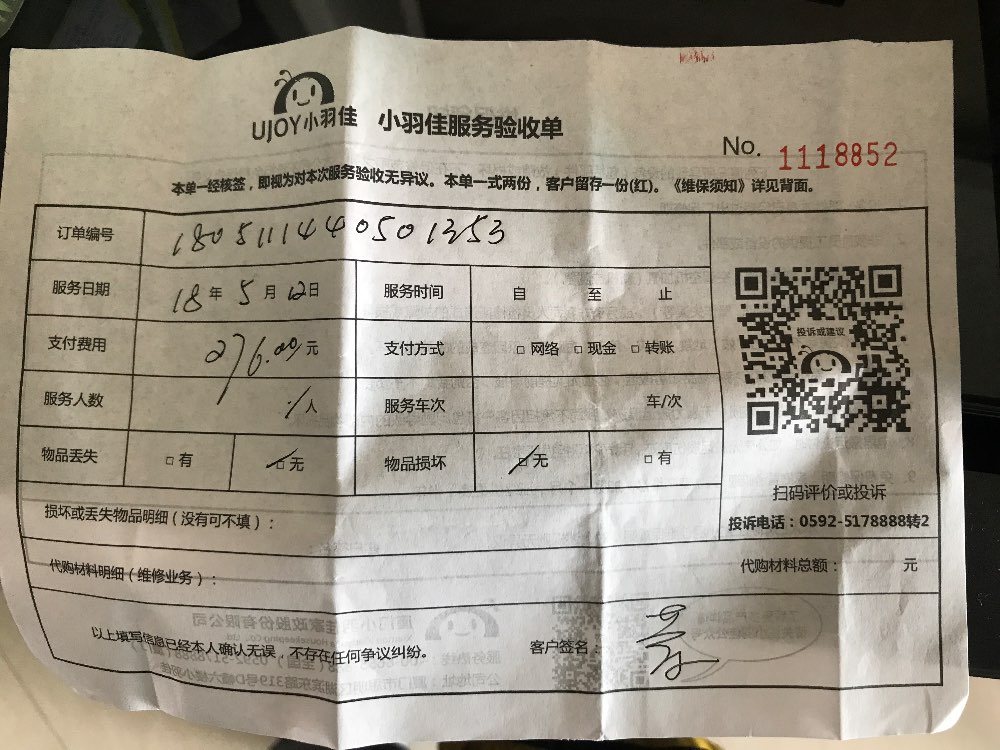 UJOY小羽佳 小羽佳服务验收单
No. 1118852
本单一经核签，即视为对本次服务验收无异议。本单一式两份，客户留存一份(红)。《维保须知》详见背面。
订单编号 180511144050 1353
服务日期 18年5月12日 服务时间 自 至 止
支付费用 276.00元 支付方式 □网络 □现金 □转账
服务人数 1人 服务车次 车/次
物品丢失 □有 ☑无 物品损坏 ☑无 □有
投诉或建议
扫码评价或投诉
投诉电话：0592-5178888转2
损坏或丢失物品明细（没有可不填）：
代购材料明细（维修业务）： 代购材料总额： 元
以上填写信息已经本人确认无误，不存在任何争议纠纷。 客户签名：